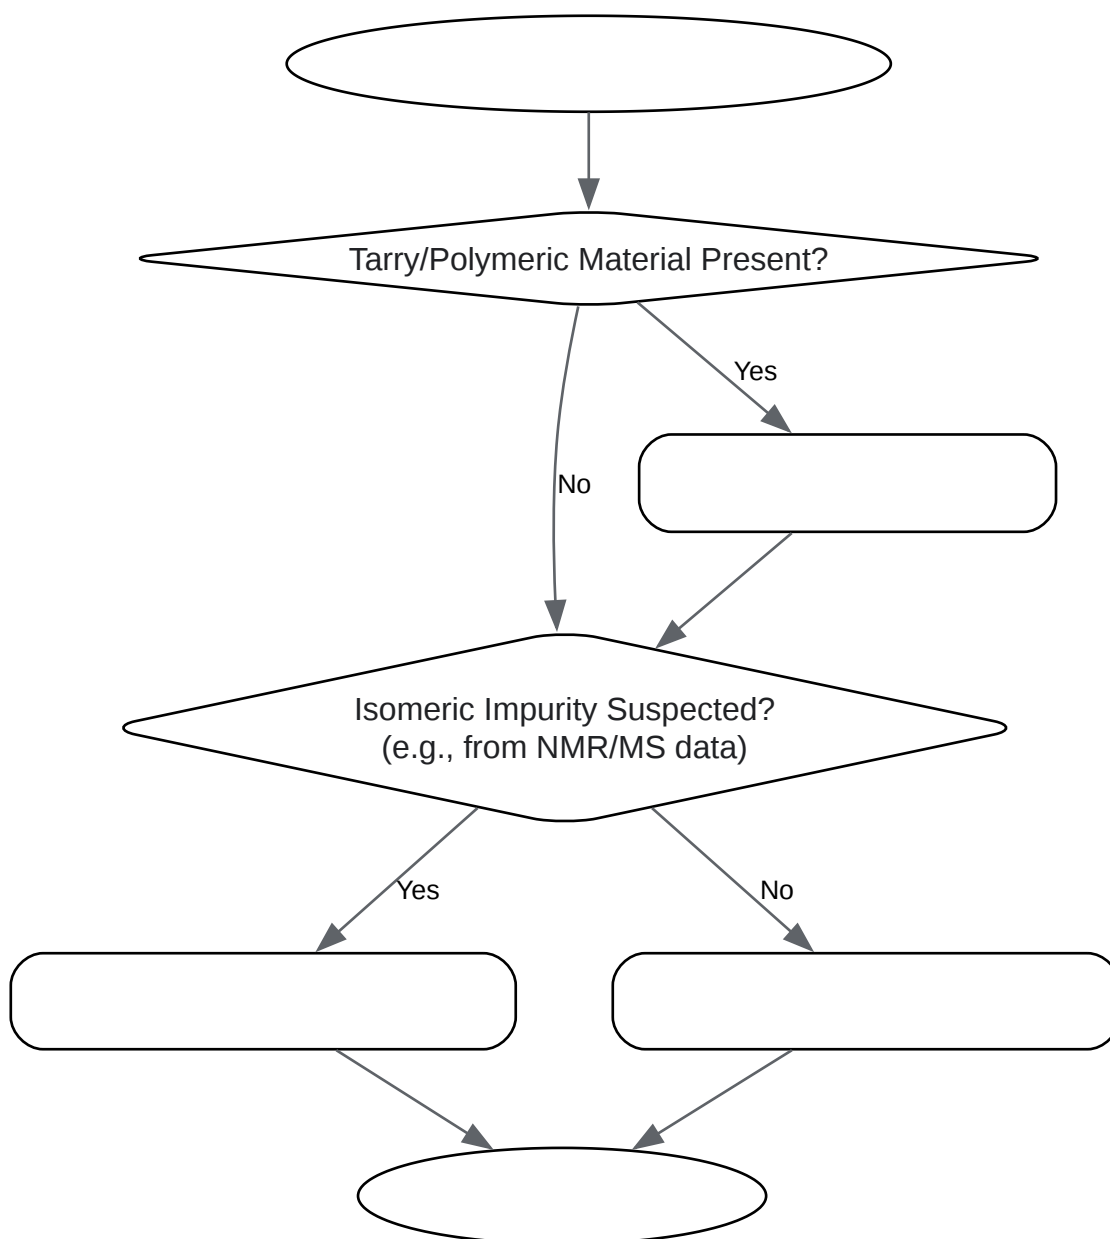 Tarry/Polymeric Material Present?
Yes
No
Isomeric Impurity Suspected?
(e.g., from NMR/MS data)
Yes
No